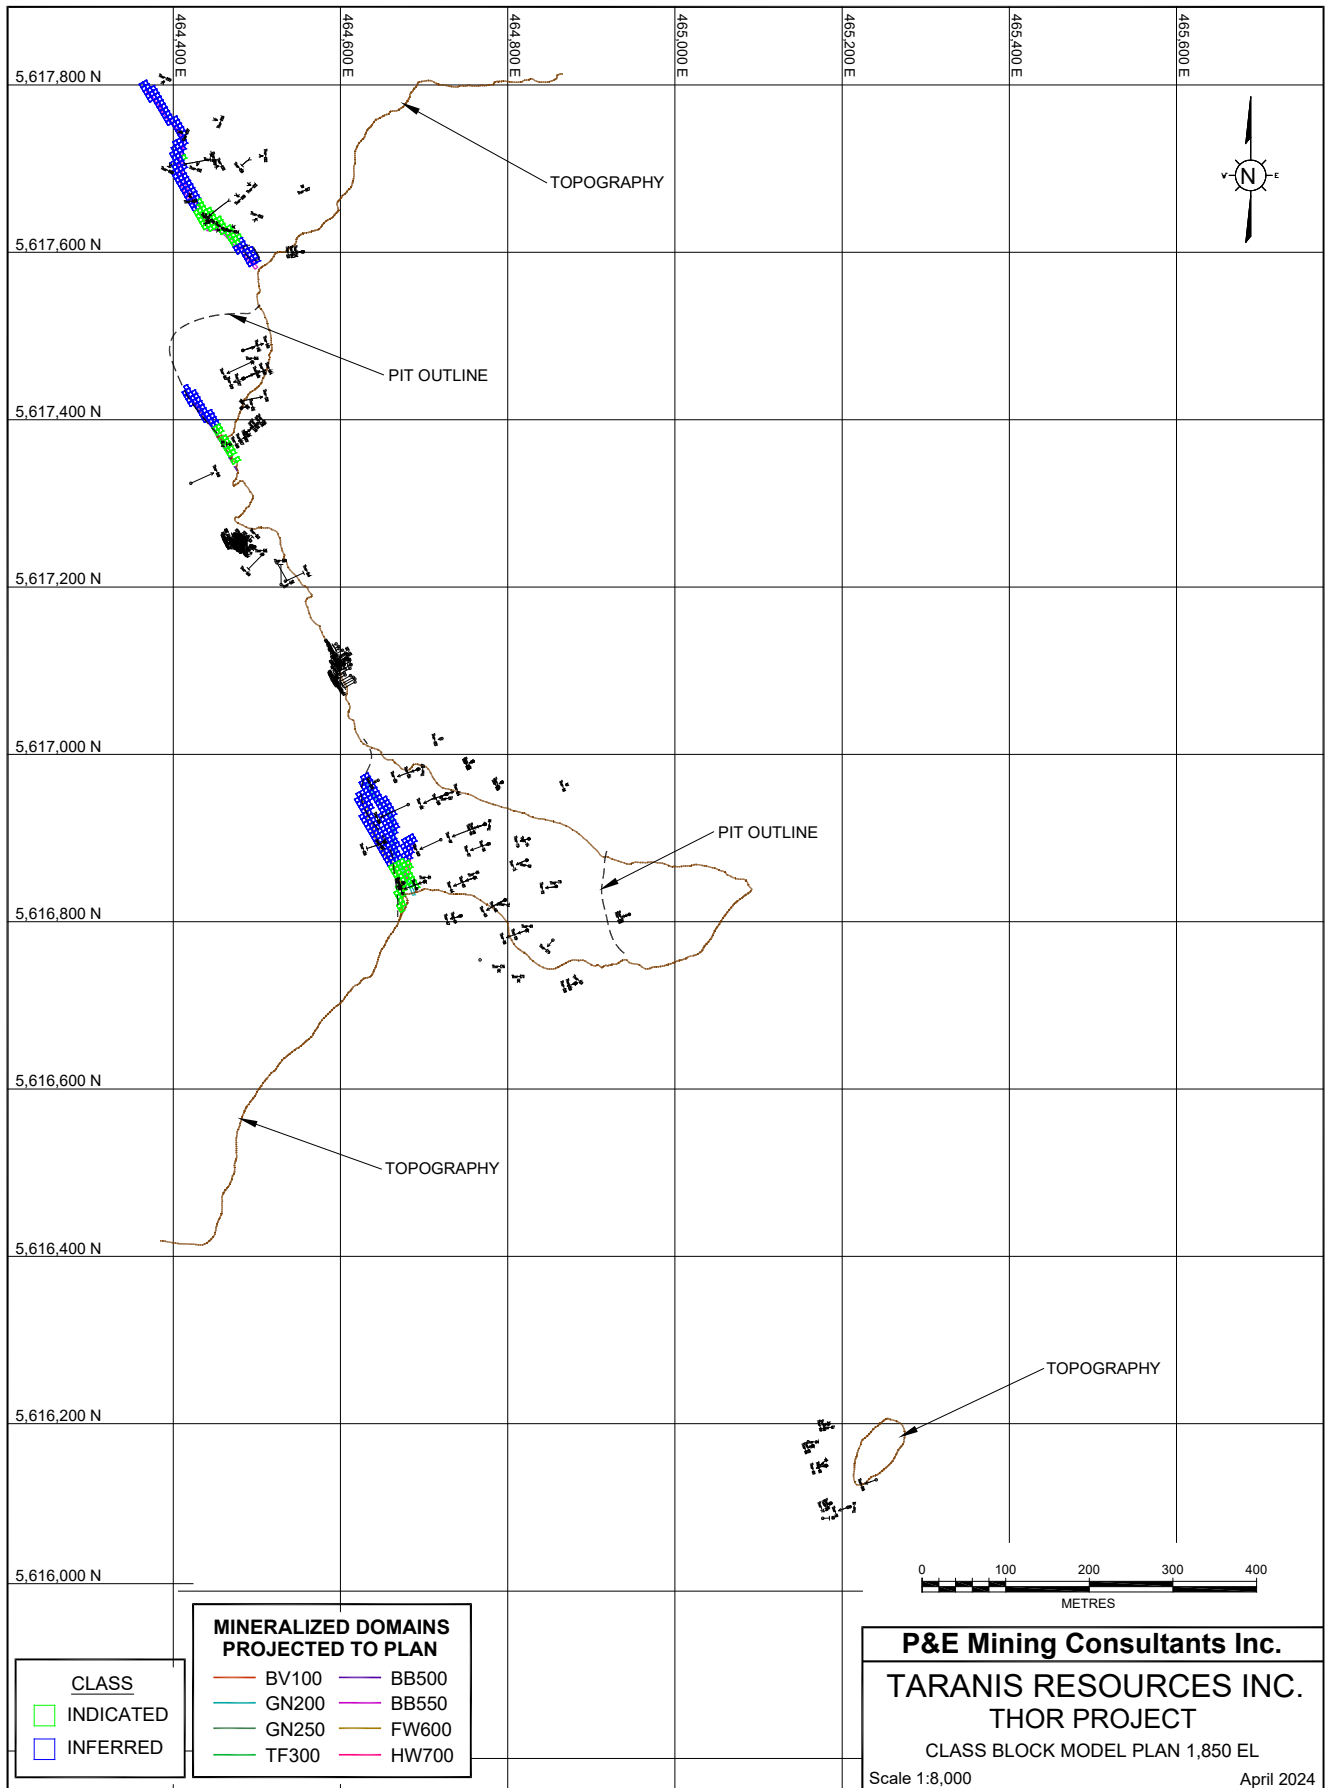 464,400 E
464,600 E
464,800 E
465,000 E
465,200 E
465,400 E
465,600 E
5,617,800 N
N
E
TOPOGRAPHY
5,617,600 N
PIT OUTLINE
5,617,400 N
5,617,200 N
5,617,000 N
PIT OUTLINE
5,616,800 N
5,616,600 N
TOPOGRAPHY
5,616,400 N
TOPOGRAPHY
5,616,200 N
5,616,000 N
0 100 200 300 400
METRES
MINERALIZED DOMAINS
PROJECTED TO PLAN
BV100 BB500
GN200 BB550
GN250 FW600
TF300 HW700
CLASS
INDICATED
INFERRED
P&E Mining Consultants Inc.
TARANIS RESOURCES INC.
THOR PROJECT
CLASS BLOCK MODEL PLAN 1,850 EL
Scale 1:8,000 April 2024